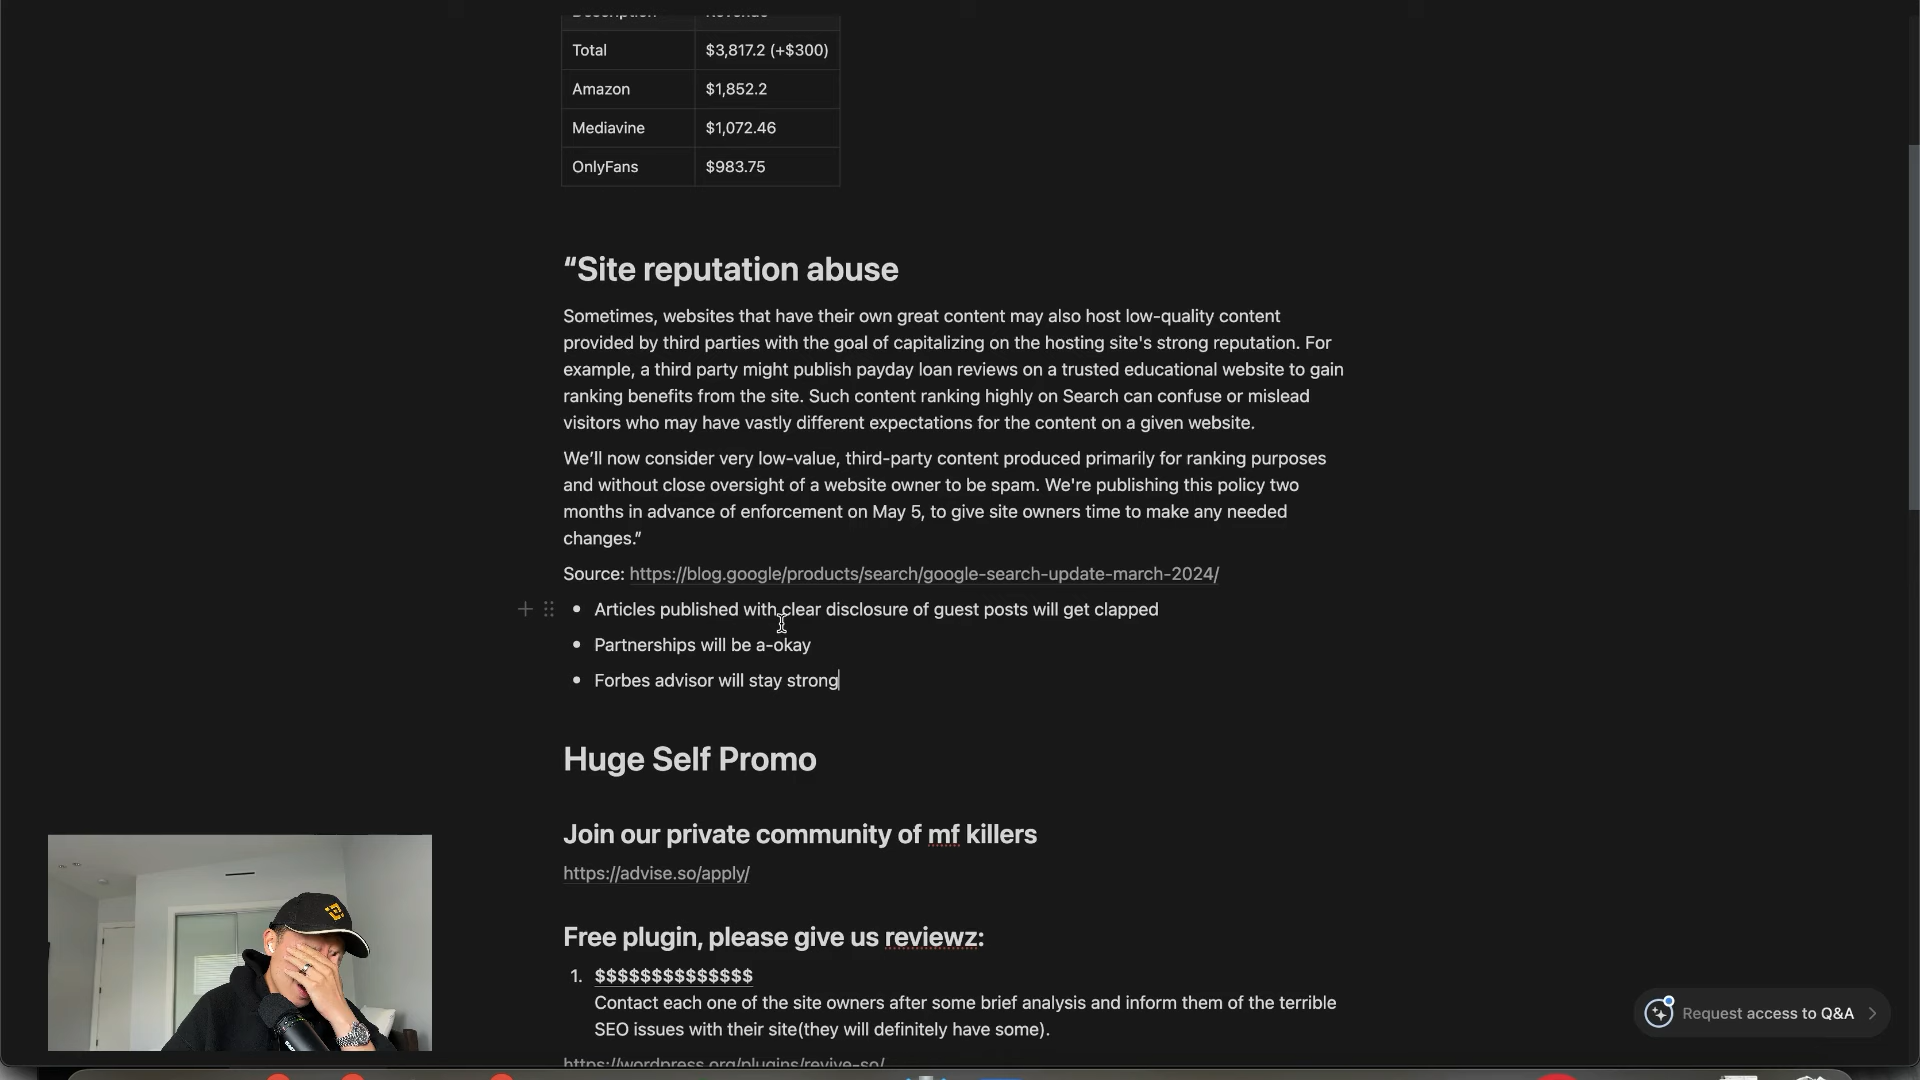 Description Revenue
Total $3,817.2 (+$300)
Amazon $1,852.2
Mediavine $1,072.46
OnlyFans $983.75
“Site reputation abuse
Sometimes, websites that have their own great content may also host low-quality content
provided by third parties with the goal of capitalizing on the hosting site's strong reputation. For
example, a third party might publish payday loan reviews on a trusted educational website to gain
ranking benefits from the site. Such content ranking highly on Search can confuse or mislead
visitors who may have vastly different expectations for the content on a given website.
We’ll now consider very low-value, third-party content produced primarily for ranking purposes
and without close oversight of a website owner to be spam. We're publishing this policy two
months in advance of enforcement on May 5, to give site owners time to make any needed
changes.”
Source: https://blog.google/products/search/google-search-update-march-2024/
• Articles published with clear disclosure of guest posts will get clapped
• Partnerships will be a-okay
• Forbes advisor will stay strong
Huge Self Promo
Join our private community of mf killers
https://advise.so/apply/
Free plugin, please give us reviewz:
1. $$$$$$$$$$$$$$
Contact each one of the site owners after some brief analysis and inform them of the terrible
SEO issues with their site(they will definitely have some).
https://wordpress.org/plugins/revive-so/
Request access to Q&A